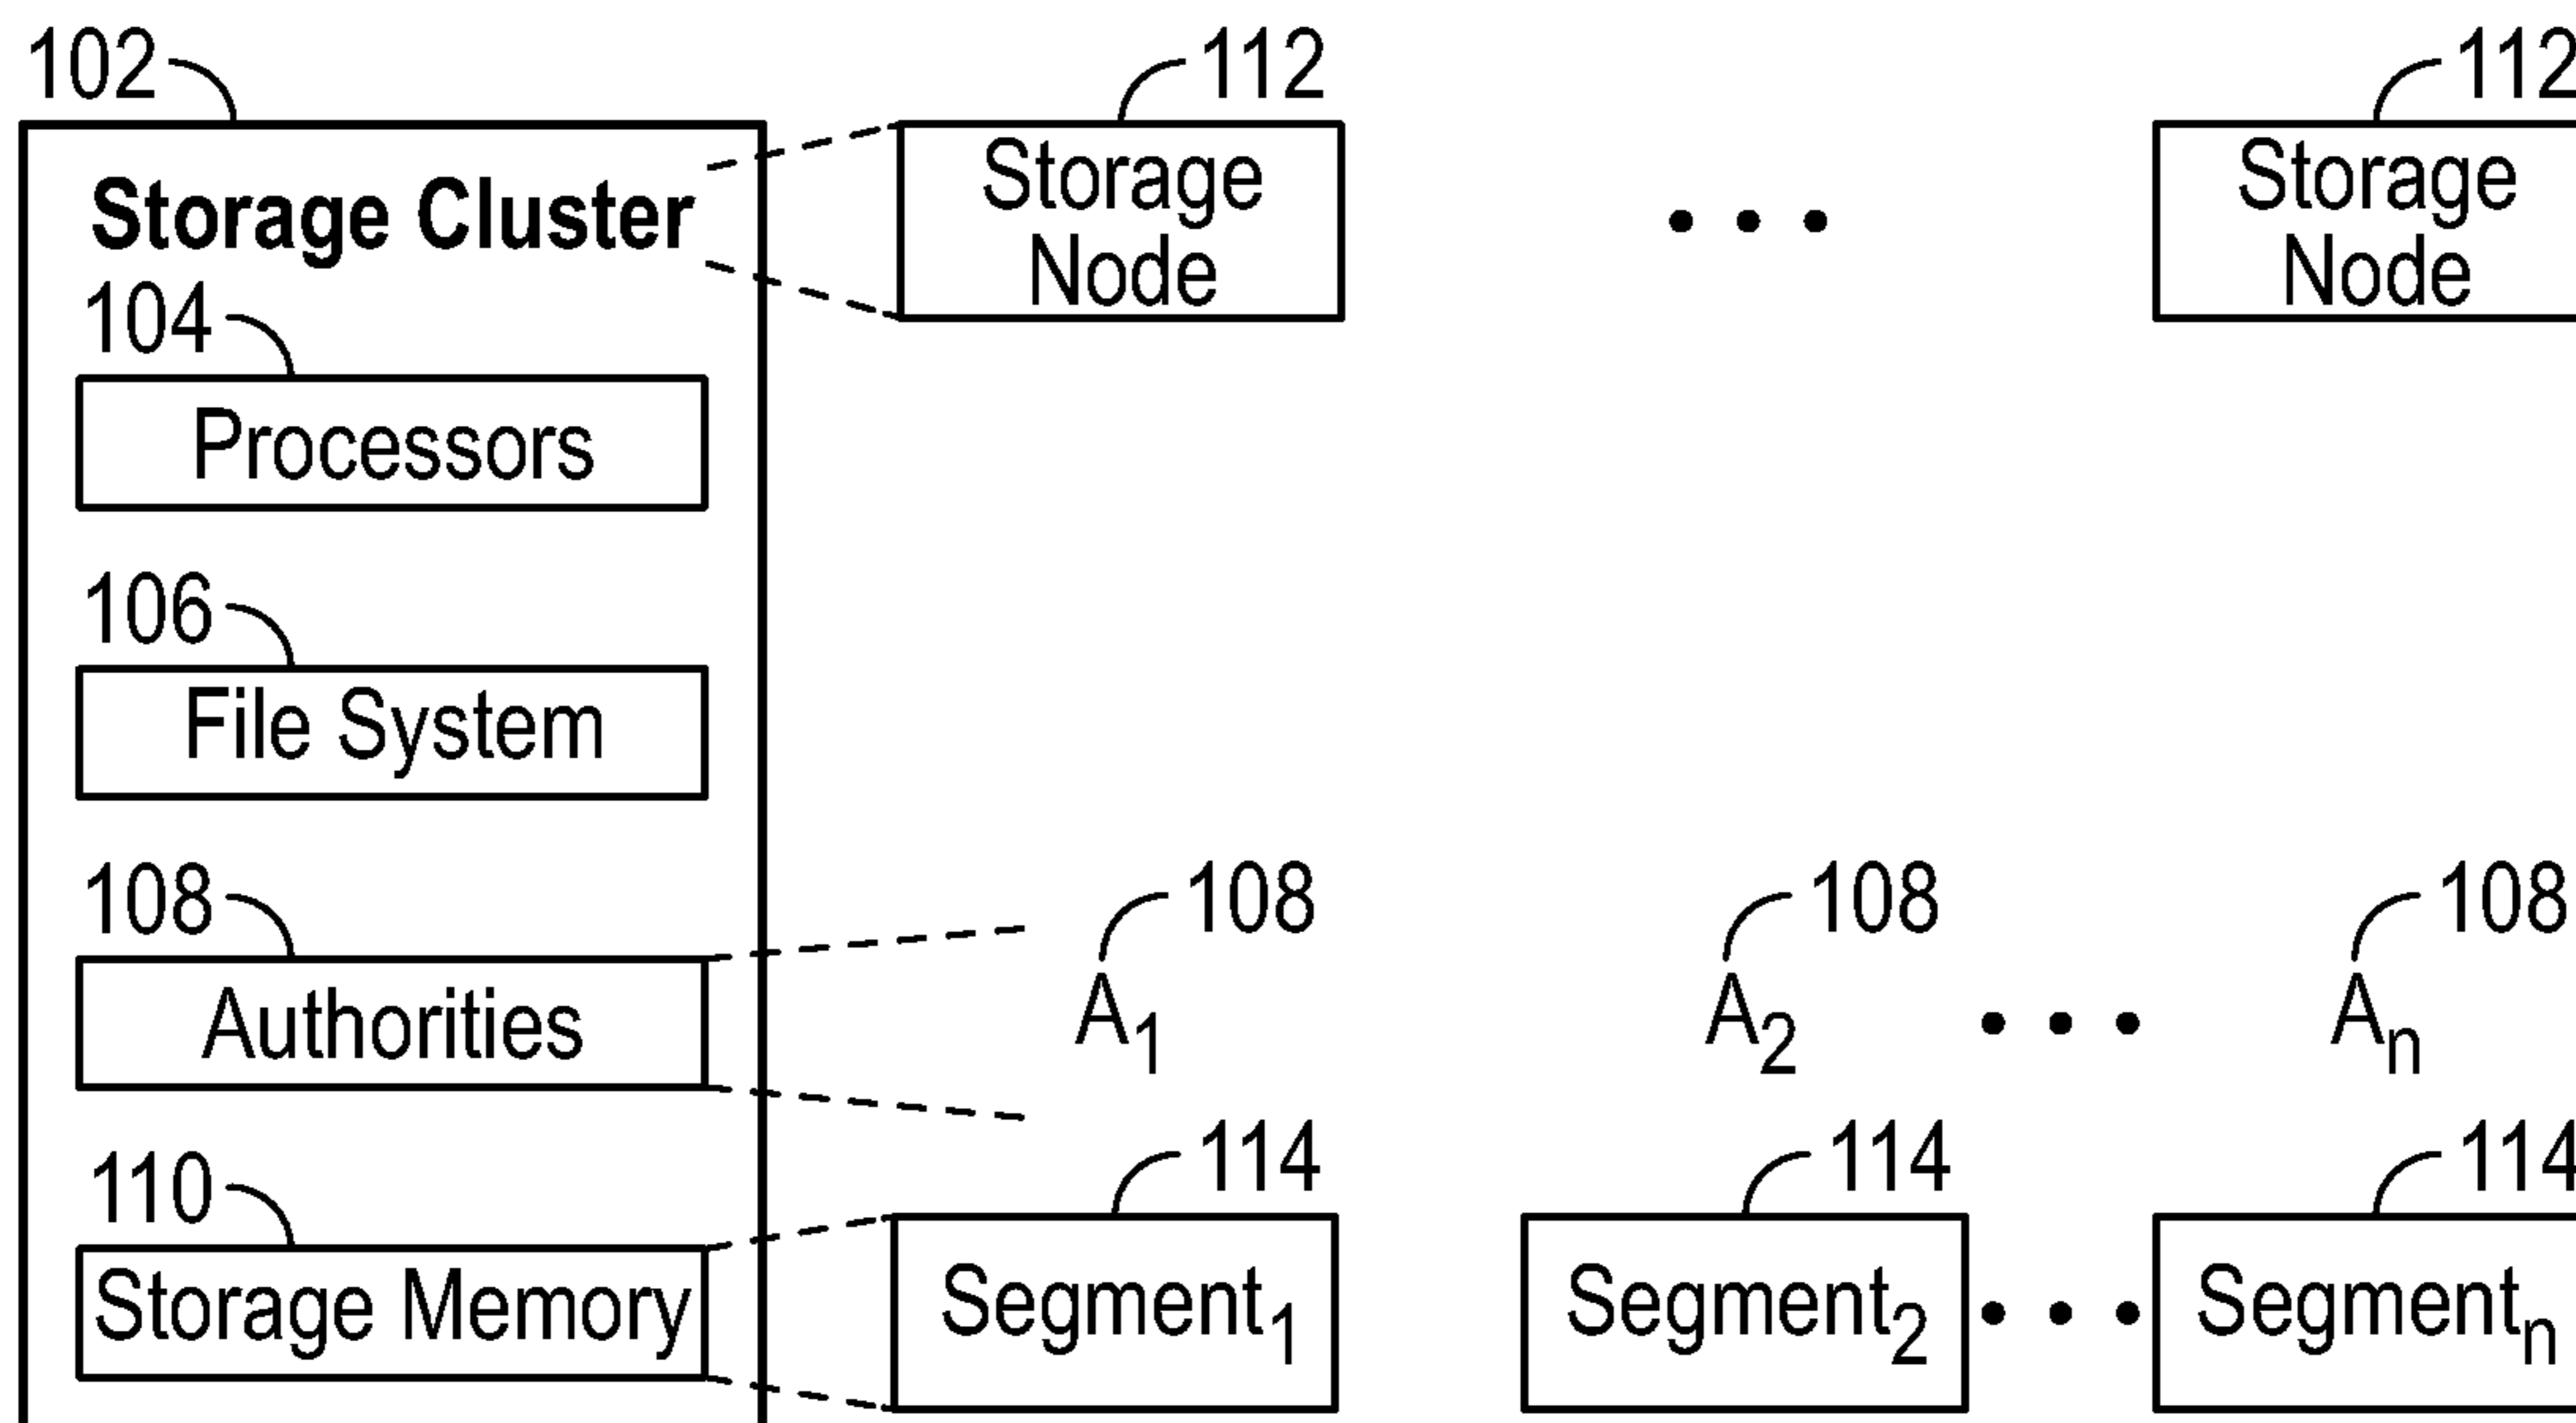 102
112
112
Storage Cluster
Storage
Node
• • •
Storage
Node
104
Processors
106
File System
108
Authorities
108
A₁
108
A₂
• • •
108
Aₙ
110
Storage Memory
114
Segment₁
114
Segment₂
• • •
114
Segmentₙ